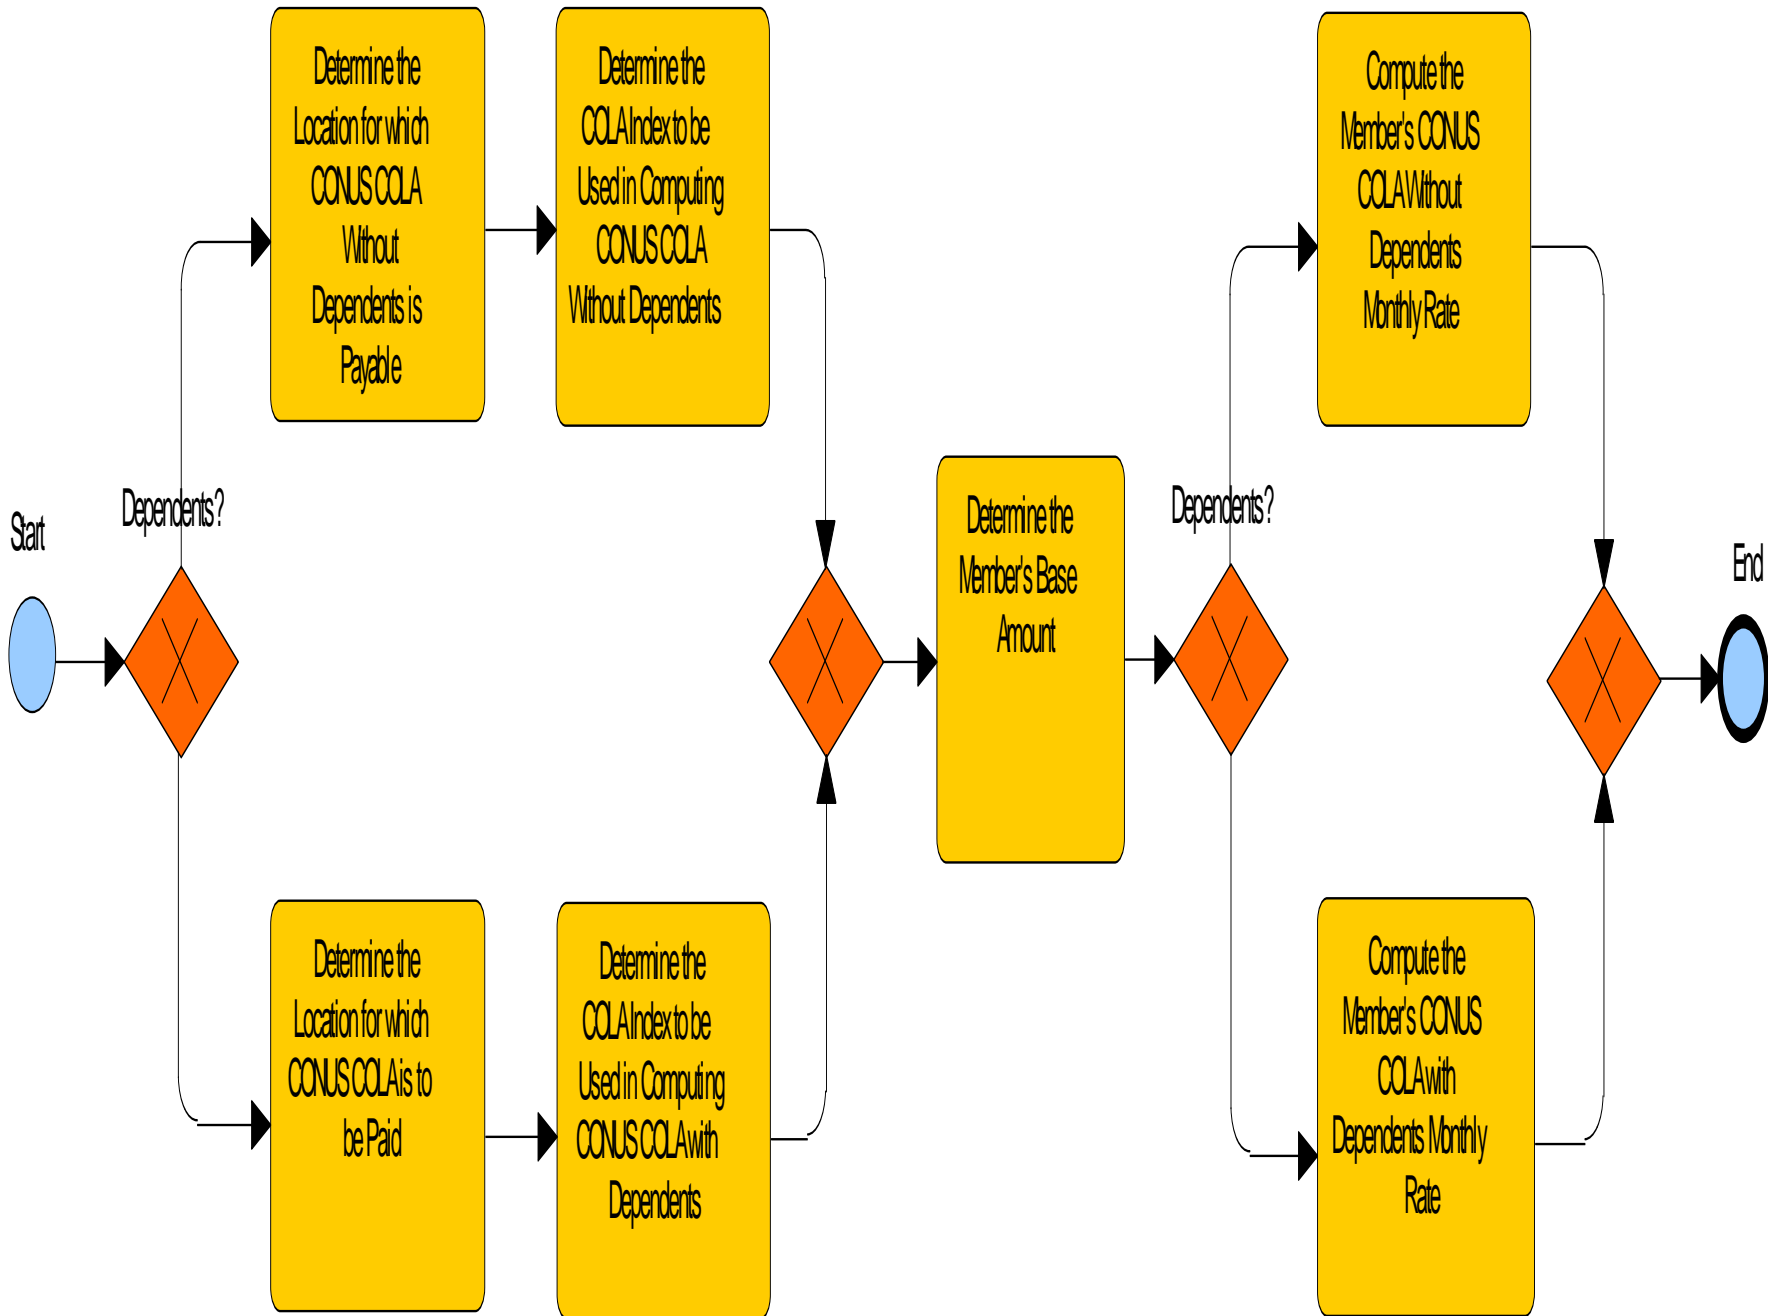 Start
Dependents?
Determine the
Location for which
CONUS COLA
Without
Dependents is
Payable
Determine the
COLA Index to be
Used in Computing
CONUS COLA
Without Dependents
Determine the
Location for which
CONUS COLA is to
be Paid
Determine the
COLA Index to be
Used in Computing
CONUS COLA with
Dependents
Determine the
Member's Base
Amount
Dependents?
Compute the
Member's CONUS
COLA Without
Dependents
Monthly Rate
Compute the
Member's CONUS
COLA with
Dependents Monthly
Rate
End